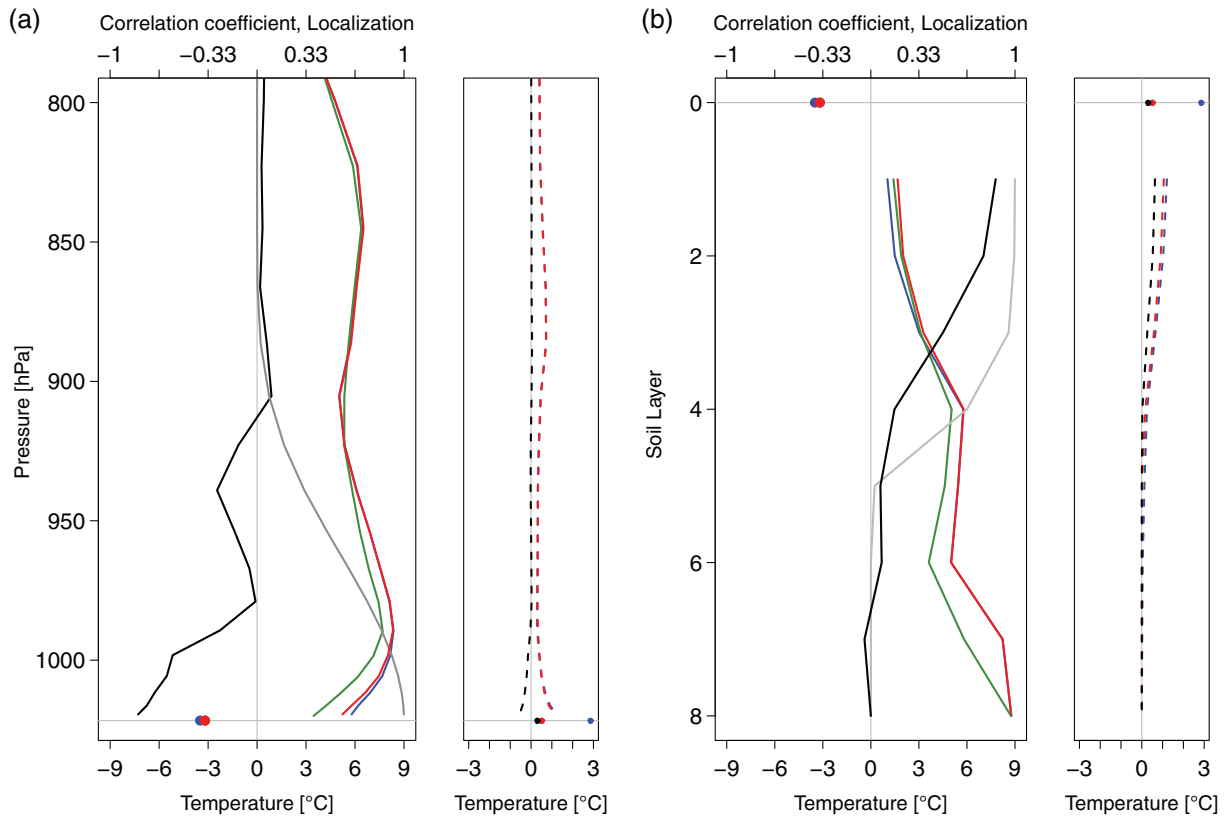 (a)
Correlation coefficient, Localization
−1 −0.33 0.33 1
800
850
900
950
1000
Pressure [hPa]
−9 −6 −3 0 3 6 9
Temperature [°C]
−3 0 3
Temperature [°C]
(b)
Correlation coefficient, Localization
−1 −0.33 0.33 1
0
2
4
6
8
Soil Layer
−9 −6 −3 0 3 6 9
Temperature [°C]
−3 0 3
Temperature [°C]